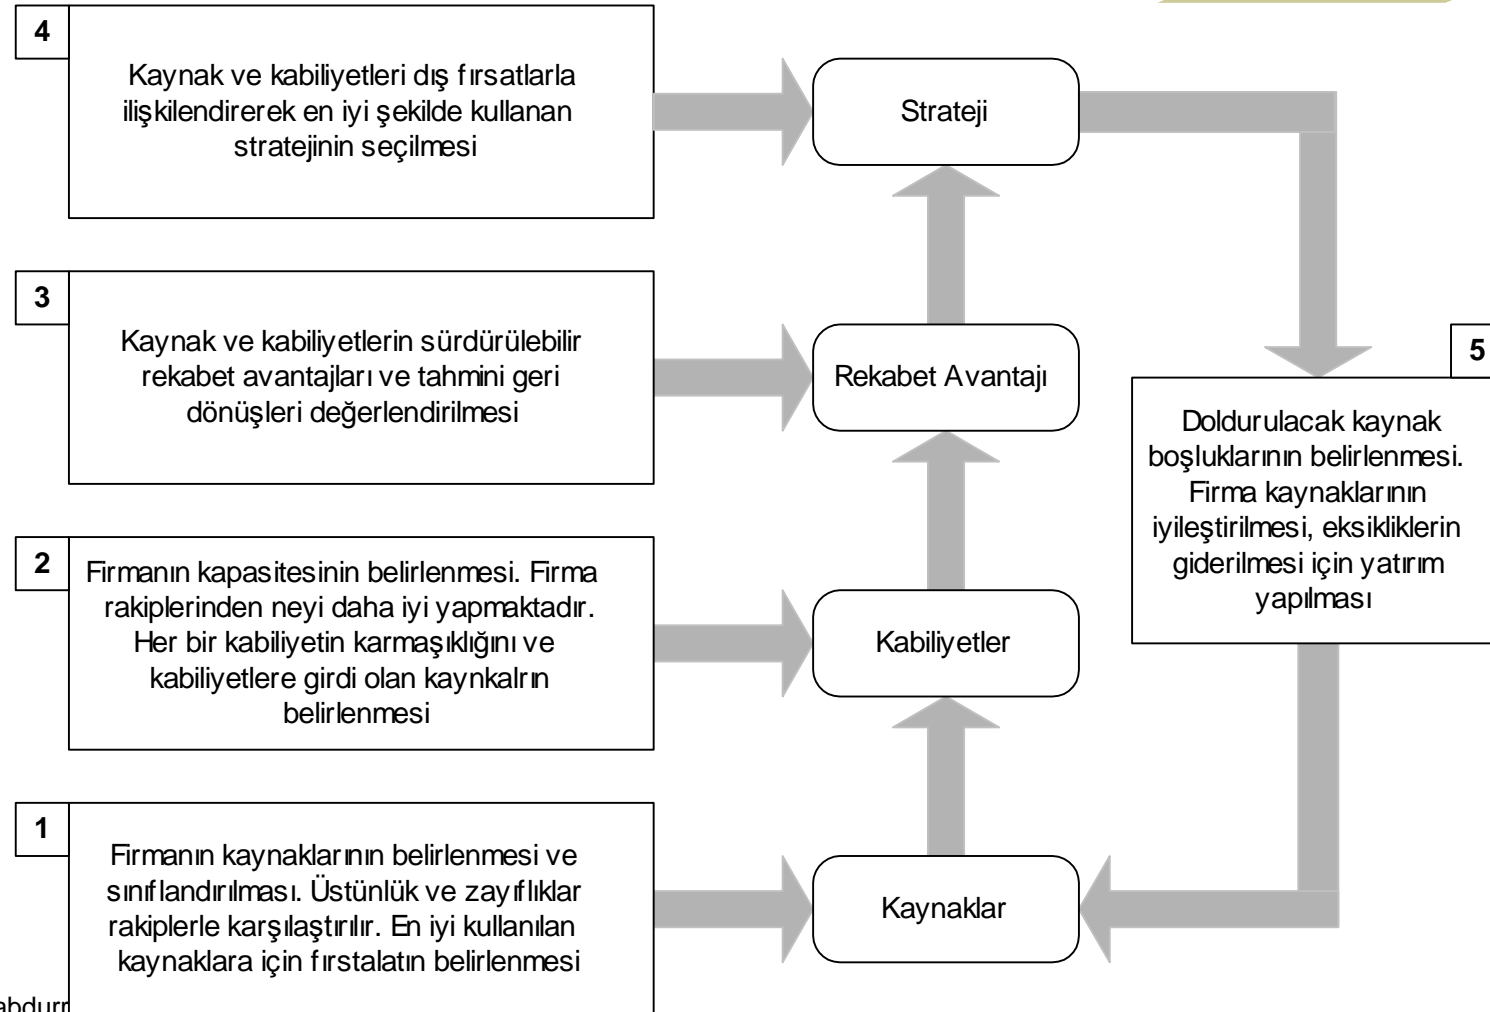 4
Kaynak ve kabiliyetleri dış fırsatlarla
ilişkilendirerek en iyi şekilde kullanan
stratejinin seçilmesi
Strateji
3
Kaynak ve kabiliyetlerin sürdürülebilir
rekabet avantajları ve tahmini geri
dönüşleri değerlendirilmesi
Rekabet Avantajı
5
Doldurulacak kaynak
boşluklarının belirlenmesi.
Firma kaynaklarının
iyileştirilmesi, eksikliklerin
giderilmesi için yatırım
yapılması
2
Firmanın kapasitesinin belirlenmesi. Firma
rakiplerinden neyi daha iyi yapmaktadır.
Her bir kabiliyetin karmaşıklığını ve
kabiliyetlere girdi olan kaynkalrın
belirlenmesi
Kabiliyetler
1
Firmanın kaynaklarının belirlenmesi ve
sınıflandırılması. Üstünlük ve zayıflıklar
rakiplerle karşılaştırılır. En iyi kullanılan
kaynaklara için fırstalatın belirlenmesi
Kaynaklar